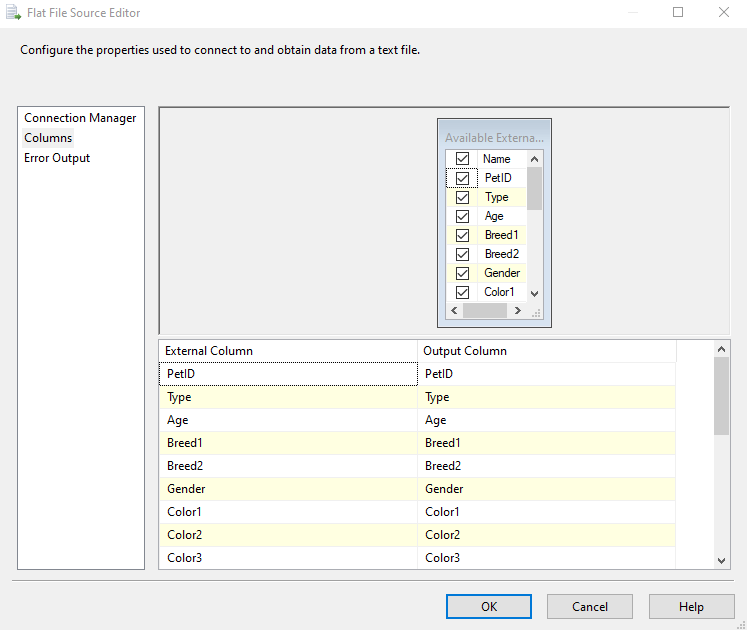 Flat File Source Editor
Configure the properties used to connect to and obtain data from a text file.
Connection Manager
Columns
Error Output
Available Externa...
Name
PetID
Type
Age
Breed1
Breed2
Gender
Color1
External Column Output Column
PetID PetID
Type Type
Age Age
Breed1 Breed1
Breed2 Breed2
Gender Gender
Color1 Color1
Color2 Color2
Color3 Color3
OK Cancel Help